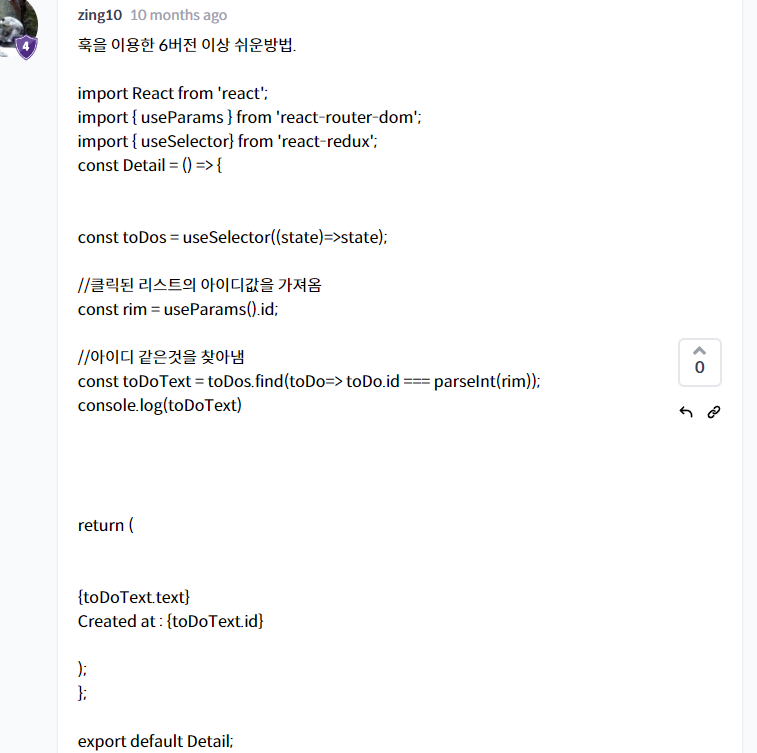 zing10 10 months ago
4
훅을 이용한 6버전 이상 쉬운방법.
import React from 'react';
import { useParams } from 'react-router-dom';
import { useSelector} from 'react-redux';
const Detail = () => {
const toDos = useSelector((state)=>state);
//클릭된 리스트의 아이디값을 가져옴
const rim = useParams().id;
//아이디 같은것을 찾아냄
const toDoText = toDos.find(toDo=> toDo.id === parseInt(rim));
0
console.log(toDoText)
return (
{toDoText.text}
Created at : {toDoText.id}
);
};
export default Detail;